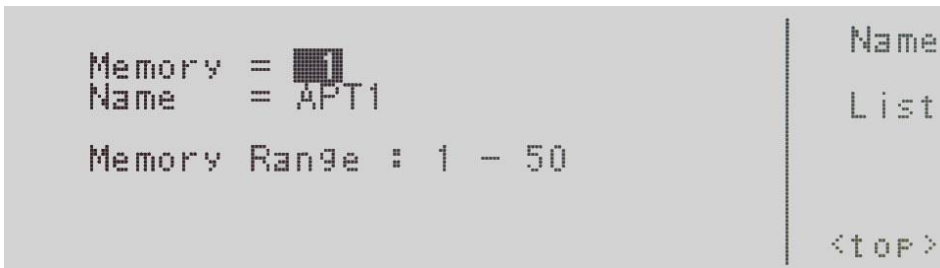 Memory = 1
Name = APT1
Memory Range : 1 - 50
Name
List
<top>